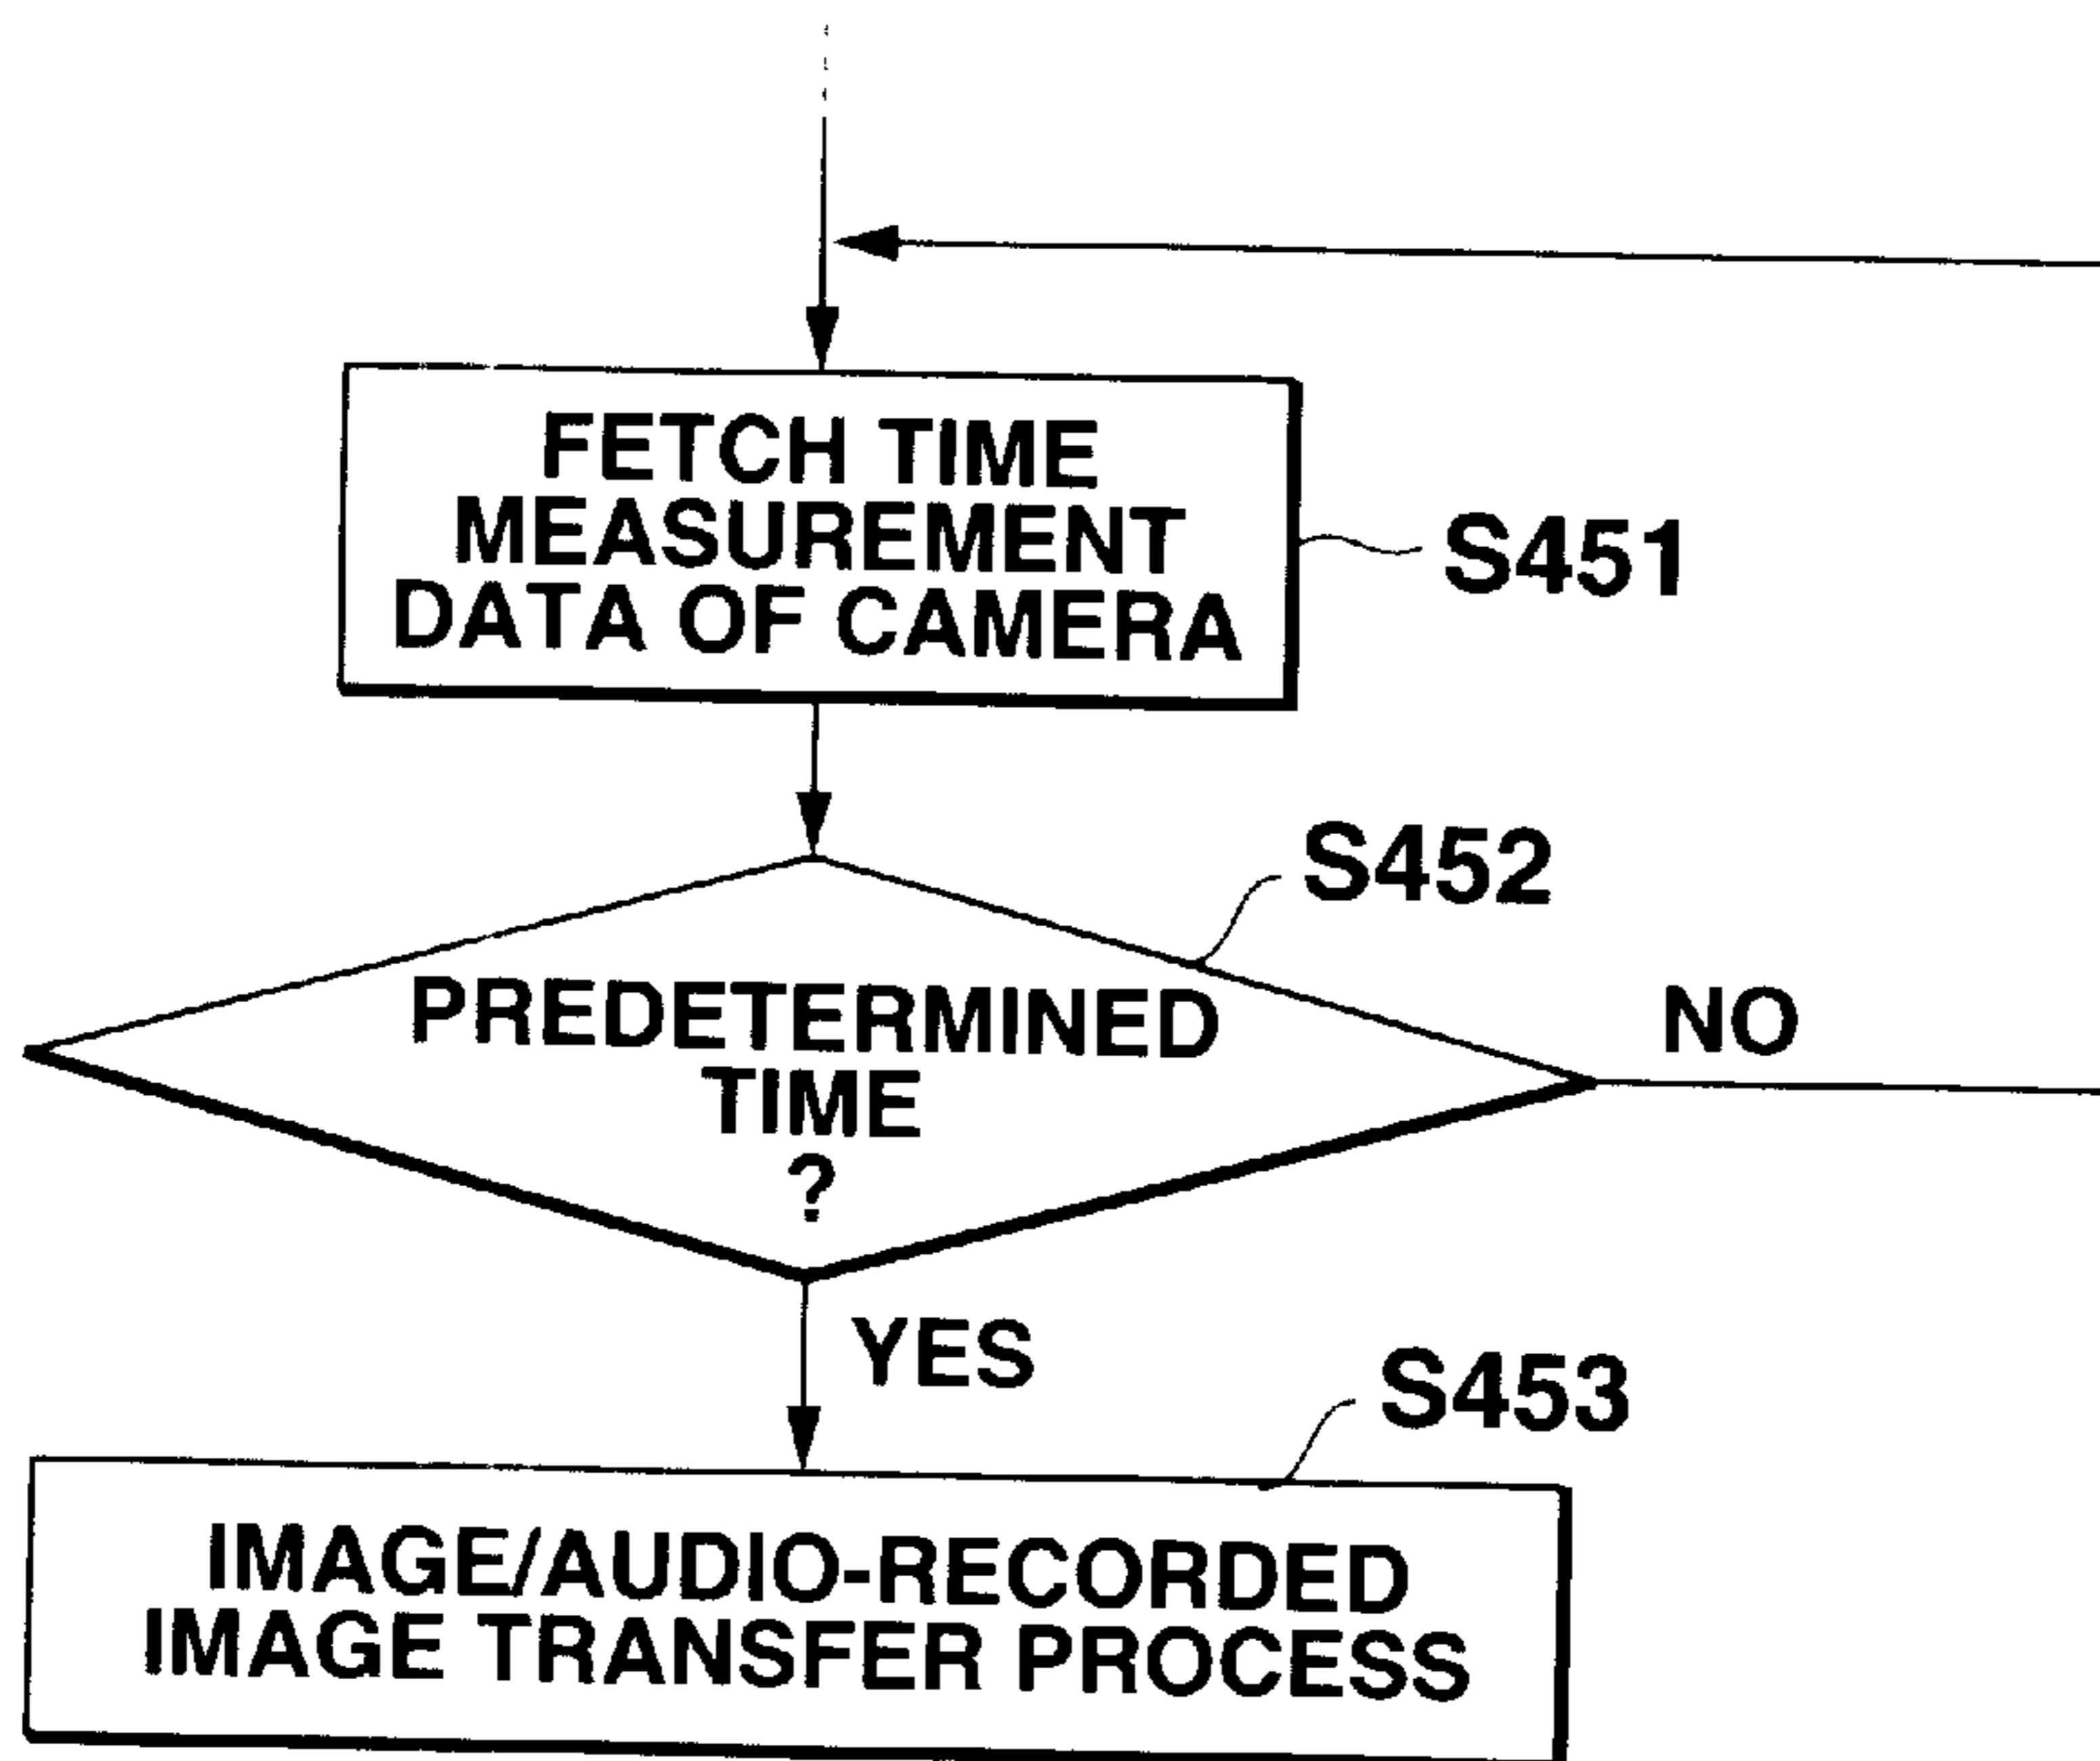 FETCH TIME
MEASUREMENT
DATA OF CAMERA
S451
S452
PREDETERMINED
TIME
?
NO
YES
S453
IMAGE/AUDIO-RECORDED
IMAGE TRANSFER PROCESS